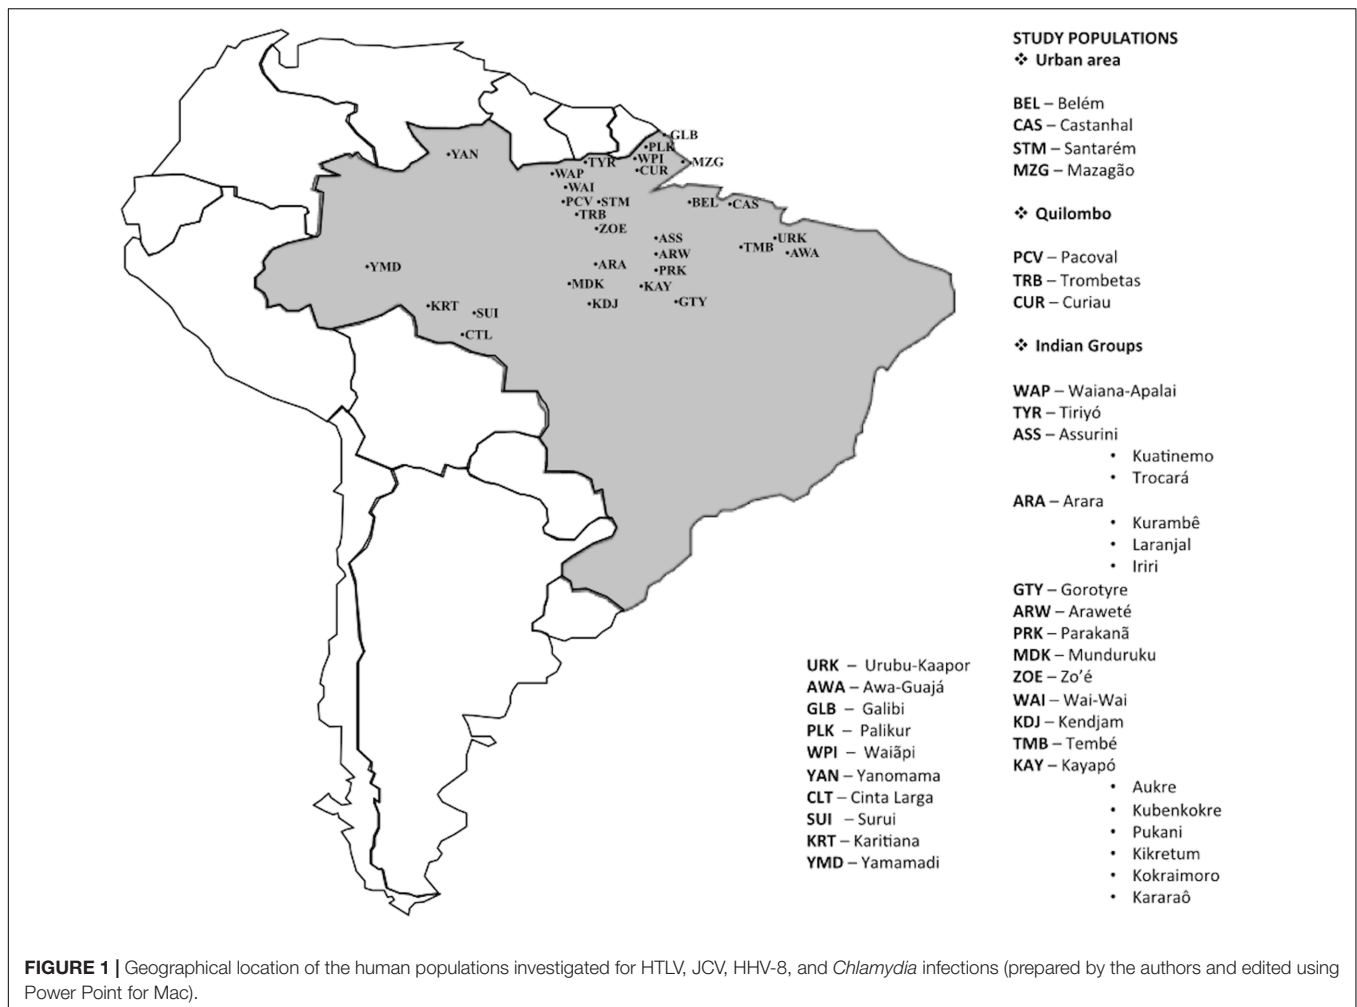 GLB
PLK
YAN
WPI
MZG
TYR
CUR
WAP
WAI
PCV
STM
BEL
CAS
TRB
ZOE
ASS
URK
TMB
ARW
AWA
YMD
ARA
PRK
MDK
KAY
KRT
KDJ
GTY
SUI
CTL
STUDY POPULATIONS
❖ Urban area
BEL – Belém
CAS – Castanhal
STM – Santarém
MZG – Mazagão
❖ Quilombo
PCV – Pacoval
TRB – Trombetas
CUR – Curiau
❖ Indian Groups
WAP – Waiana-Apalai
TYR – Tiriyó
ASS – Assurini
• Kuatinemo
• Trocará
ARA – Arara
• Kurambê
• Laranjal
• Iriri
GTY – Gorotyre
ARW – Araweté
PRK – Parakanã
MDK – Munduruku
ZOE – Zo’é
WAI – Wai-Wai
KDJ – Kendjam
TMB – Tembé
KAY – Kayapó
• Aukre
• Kubenkokre
• Pukani
• Kikretum
• Kokraimoro
• Kararaô
URK – Urubu-Kaapor
AWA – Awa-Guajá
GLB – Galibi
PLK – Palikur
WPI – Waiãpi
YAN – Yanomama
CLT – Cinta Larga
SUI – Surui
KRT – Karitiana
YMD – Yamamadi
FIGURE 1 | Geographical location of the human populations investigated for HTLV, JCV, HHV-8, and Chlamydia infections (prepared by the authors and edited using
Power Point for Mac).